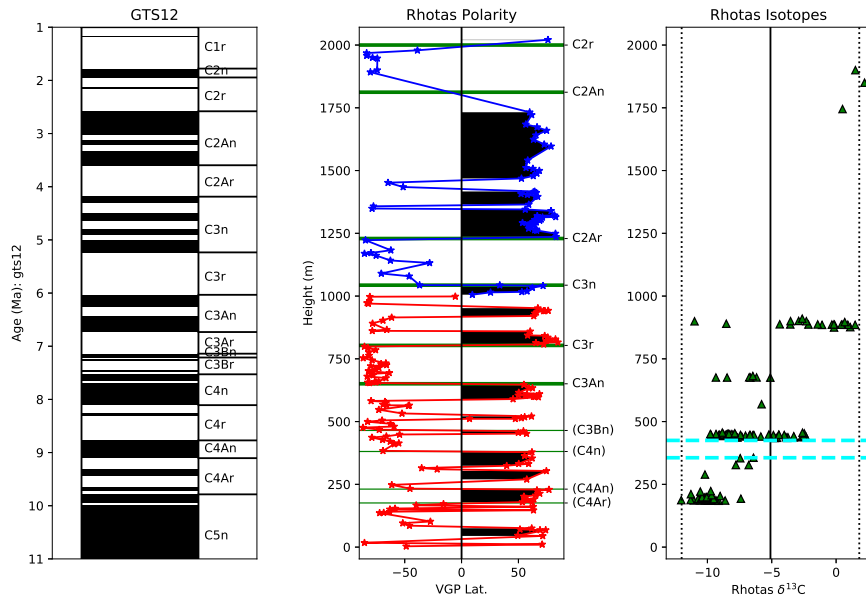 GTS12
Rhotas Polarity
Rhotas Isotopes
Age (Ma): gts12
1
2
3
4
5
6
7
8
9
10
11
C1r
C2n
C2r
C2An
C2Ar
C3n
C3r
C3An
C3Ar
C3Bn
C3Br
C4n
C4r
C4An
C4Ar
C5n
Height (m)
2000
1750
1500
1250
1000
750
500
250
0
C2r
C2An
C2Ar
C3n
C3r
C3An
(C3Bn)
(C4n)
(C4An)
(C4Ar)
−50
0
50
VGP Lat.
2000
1750
1500
1250
1000
750
500
250
0
−10
−5
0
Rhotas δ¹³C